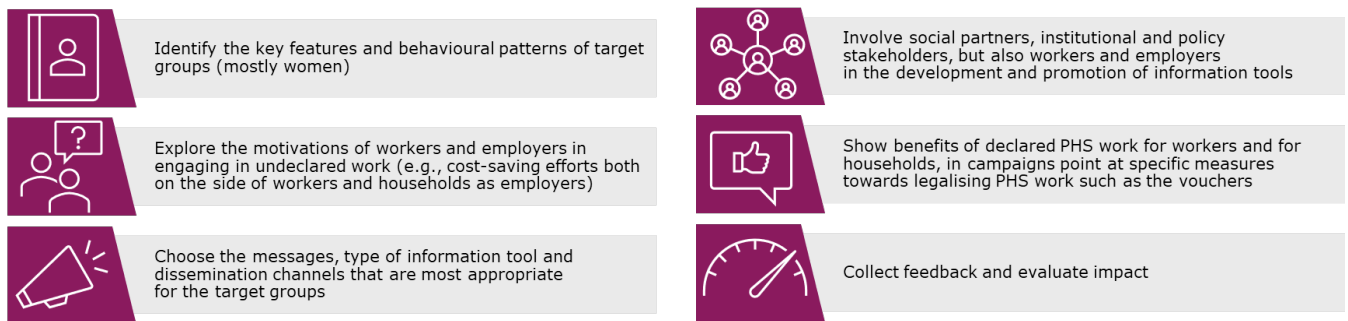 Identify the key features and behavioural patterns of target
groups (mostly women)
?
Explore the motivations of workers and employers in
engaging in undeclared work (e.g., cost-saving efforts both
on the side of workers and households as employers)
Choose the messages, type of information tool and
dissemination channels that are most appropriate
for the target groups
Involve social partners, institutional and policy
stakeholders, but also workers and employers
in the development and promotion of information tools
Show benefits of declared PHS work for workers and for
households, in campaigns point at specific measures
towards legalising PHS work such as the vouchers
Collect feedback and evaluate impact